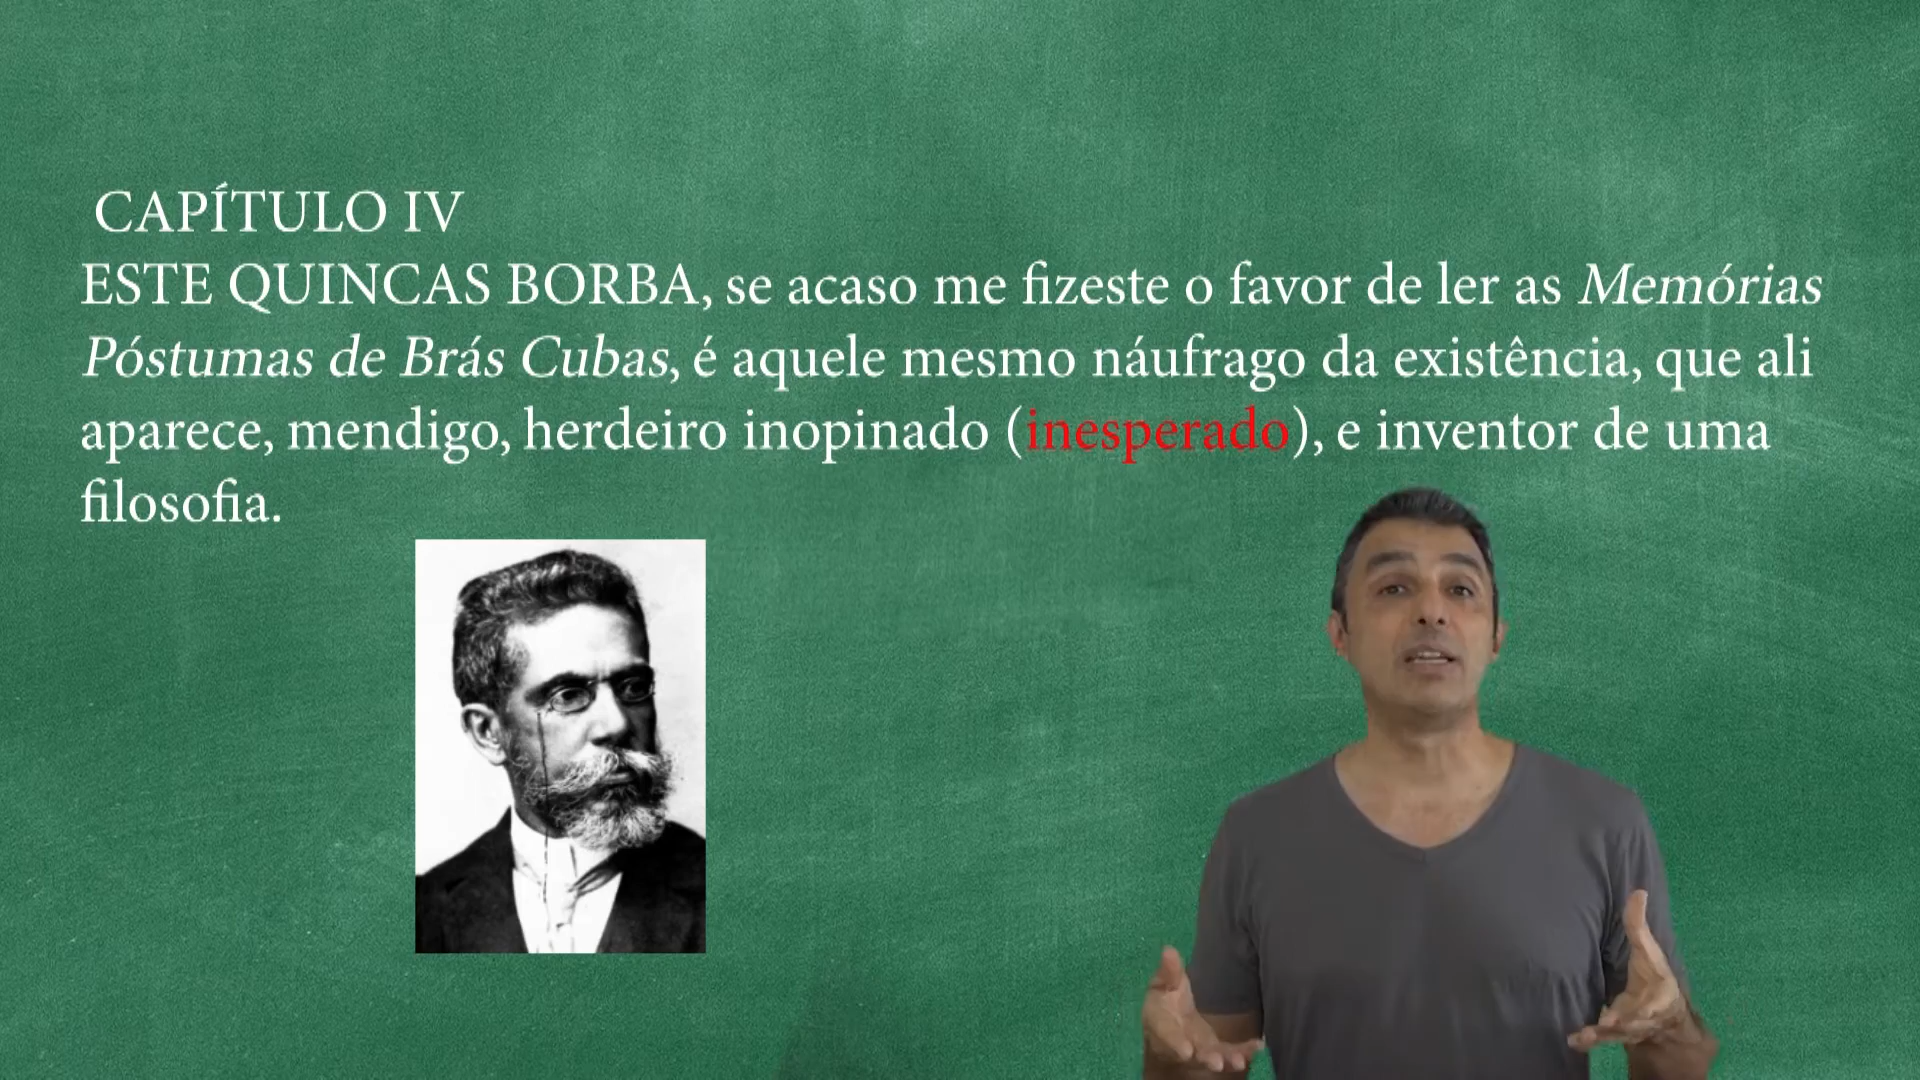 CAPÍTULO IV
ESTE QUINCAS BORBA, se acaso me fizeste o favor de ler as Memórias
Póstumas de Brás Cubas, é aquele mesmo náufrago da existência, que ali
aparece, mendigo, herdeiro inopinado (inesperado), e inventor de uma
filosofia.